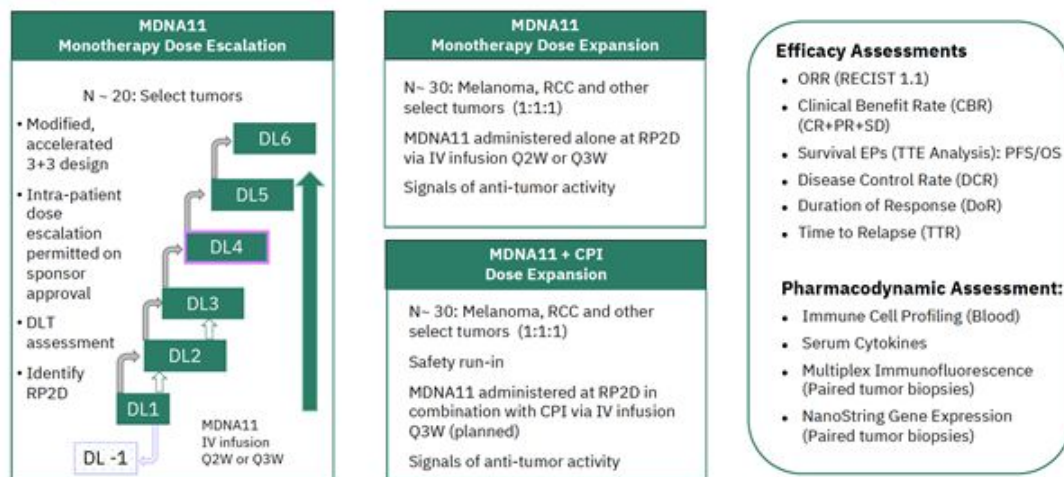 MDNA11
Monotherapy Dose Escalation
N ~ 20: Select tumors
• Modified,
accelerated
3+3 design
• Intra-patient
dose
escalation
permitted on
sponsor
approval
• DLT
assessment
• Identify
RP2D
DL6
DL5
DL4
DL3
DL2
DL1
DL -1
MDNA11
IV infusion
Q2W or Q3W
MDNA11
Monotherapy Dose Expansion
N~ 30: Melanoma, RCC and other
select tumors (1:1:1)
MDNA11 administered alone at RP2D
via IV infusion Q2W or Q3W
Signals of anti-tumor activity
MDNA11 + CPI
Dose Expansion
N~ 30: Melanoma, RCC and other
select tumors (1:1:1)
Safety run-in
MDNA11 administered at RP2D in
combination with CPI via IV infusion
Q3W (planned)
Signals of anti-tumor activity
Efficacy Assessments
• ORR (RECIST 1.1)
• Clinical Benefit Rate (CBR)
(CR+PR+SD)
• Survival EPs (TTE Analysis): PFS/OS
• Disease Control Rate (DCR)
• Duration of Response (DoR)
• Time to Relapse (TTR)
Pharmacodynamic Assessment:
• Immune Cell Profiling (Blood)
• Serum Cytokines
• Multiplex Immunofluorescence
(Paired tumor biopsies)
• NanoString Gene Expression
(Paired tumor biopsies)